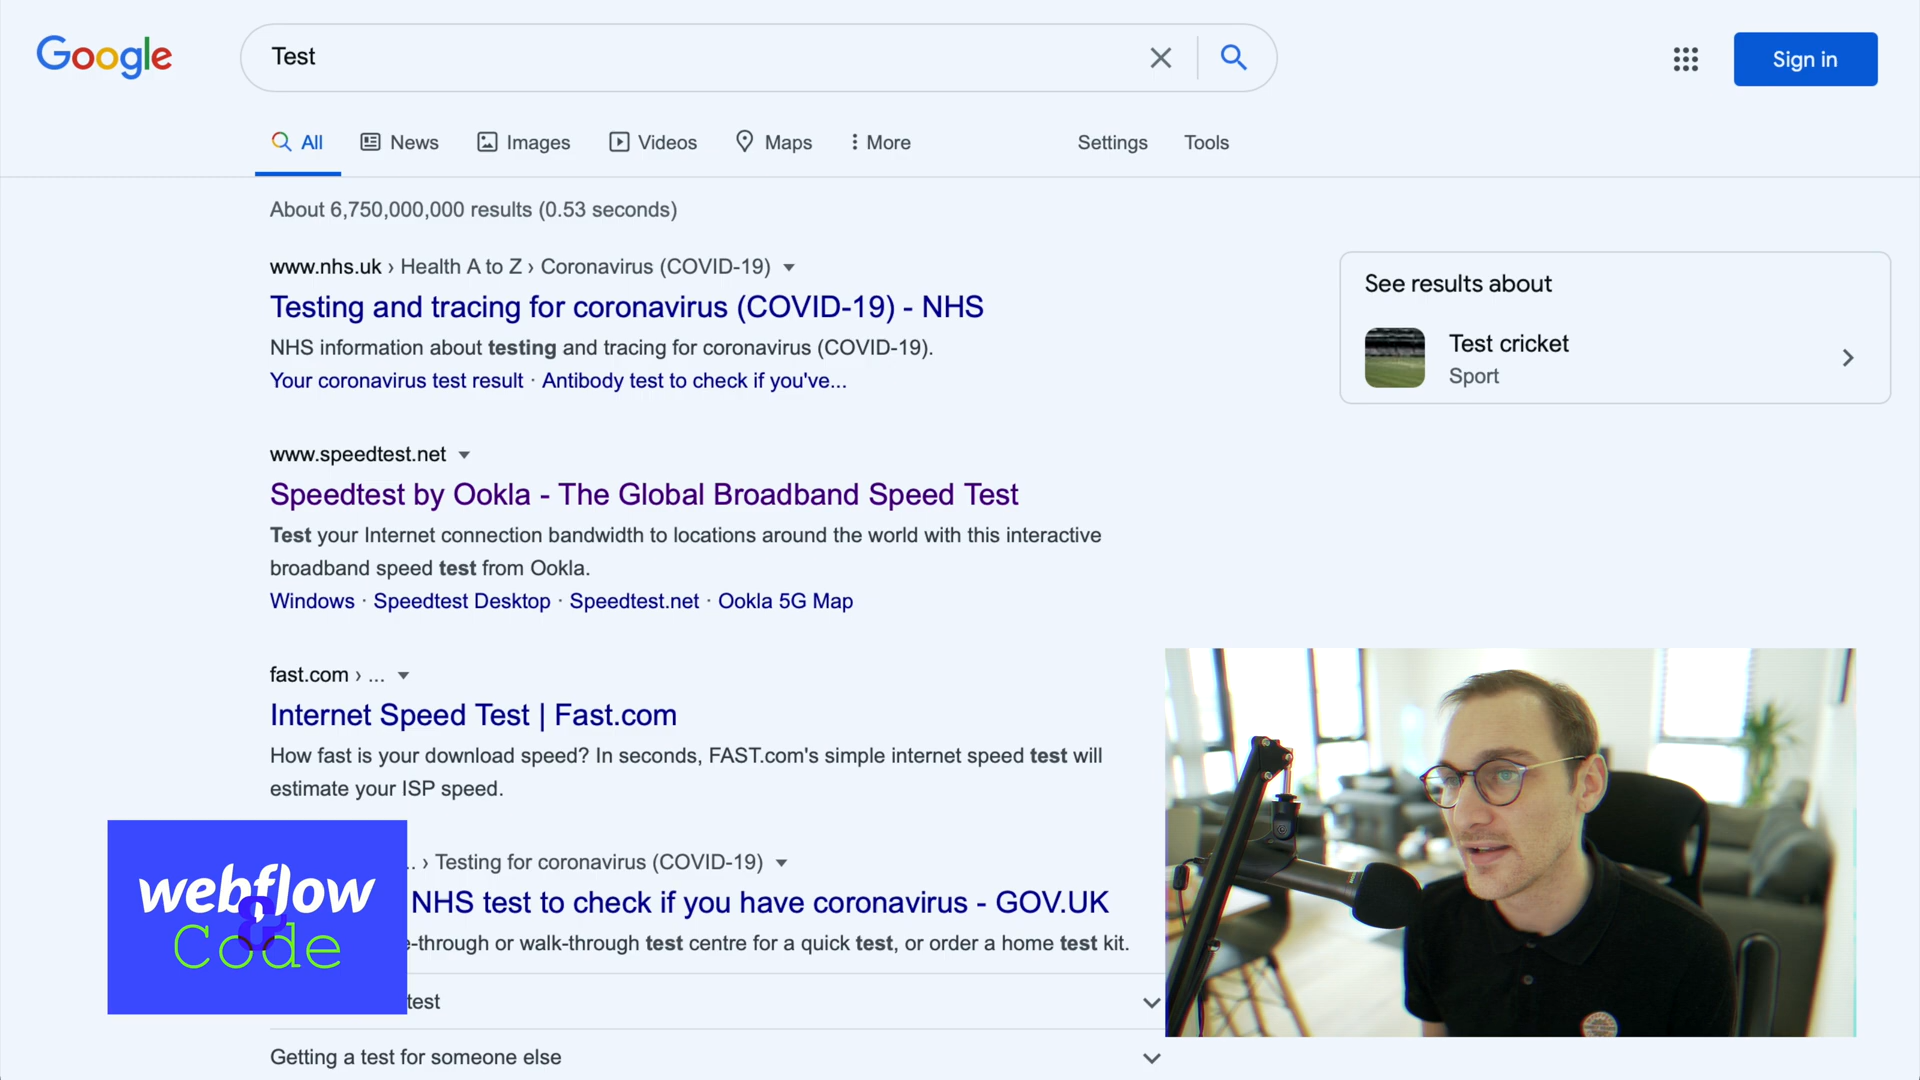 Google
Test
Sign in
All News Images Videos Maps More Settings Tools
About 6,750,000,000 results (0.53 seconds)
www.nhs.uk › Health A to Z › Coronavirus (COVID-19)
Testing and tracing for coronavirus (COVID-19) - NHS
NHS information about testing and tracing for coronavirus (COVID-19).
Your coronavirus test result · Antibody test to check if you've...
See results about
Test cricket
Sport
www.speedtest.net
Speedtest by Ookla - The Global Broadband Speed Test
Test your Internet connection bandwidth to locations around the world with this interactive
broadband speed test from Ookla.
Windows · Speedtest Desktop · Speedtest.net · Ookla 5G Map
fast.com › ...
Internet Speed Test | Fast.com
How fast is your download speed? In seconds, FAST.com's simple internet speed test will
estimate your ISP speed.
› Testing for coronavirus (COVID-19)
NHS test to check if you have coronavirus - GOV.UK
e-through or walk-through test centre for a quick test, or order a home test kit.
test
Getting a test for someone else
webflow
&
Code